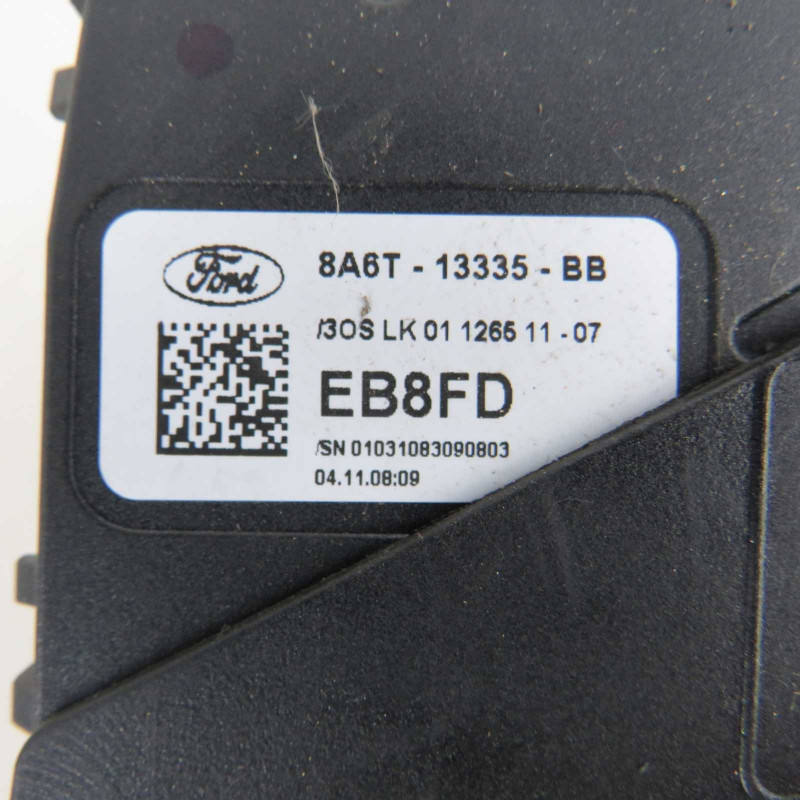 Ford
8A6T - 13335 - BB
/3OS LK 01 1265 11 - 07
EB8FD
/SN 01031083090803
04.11.08:09